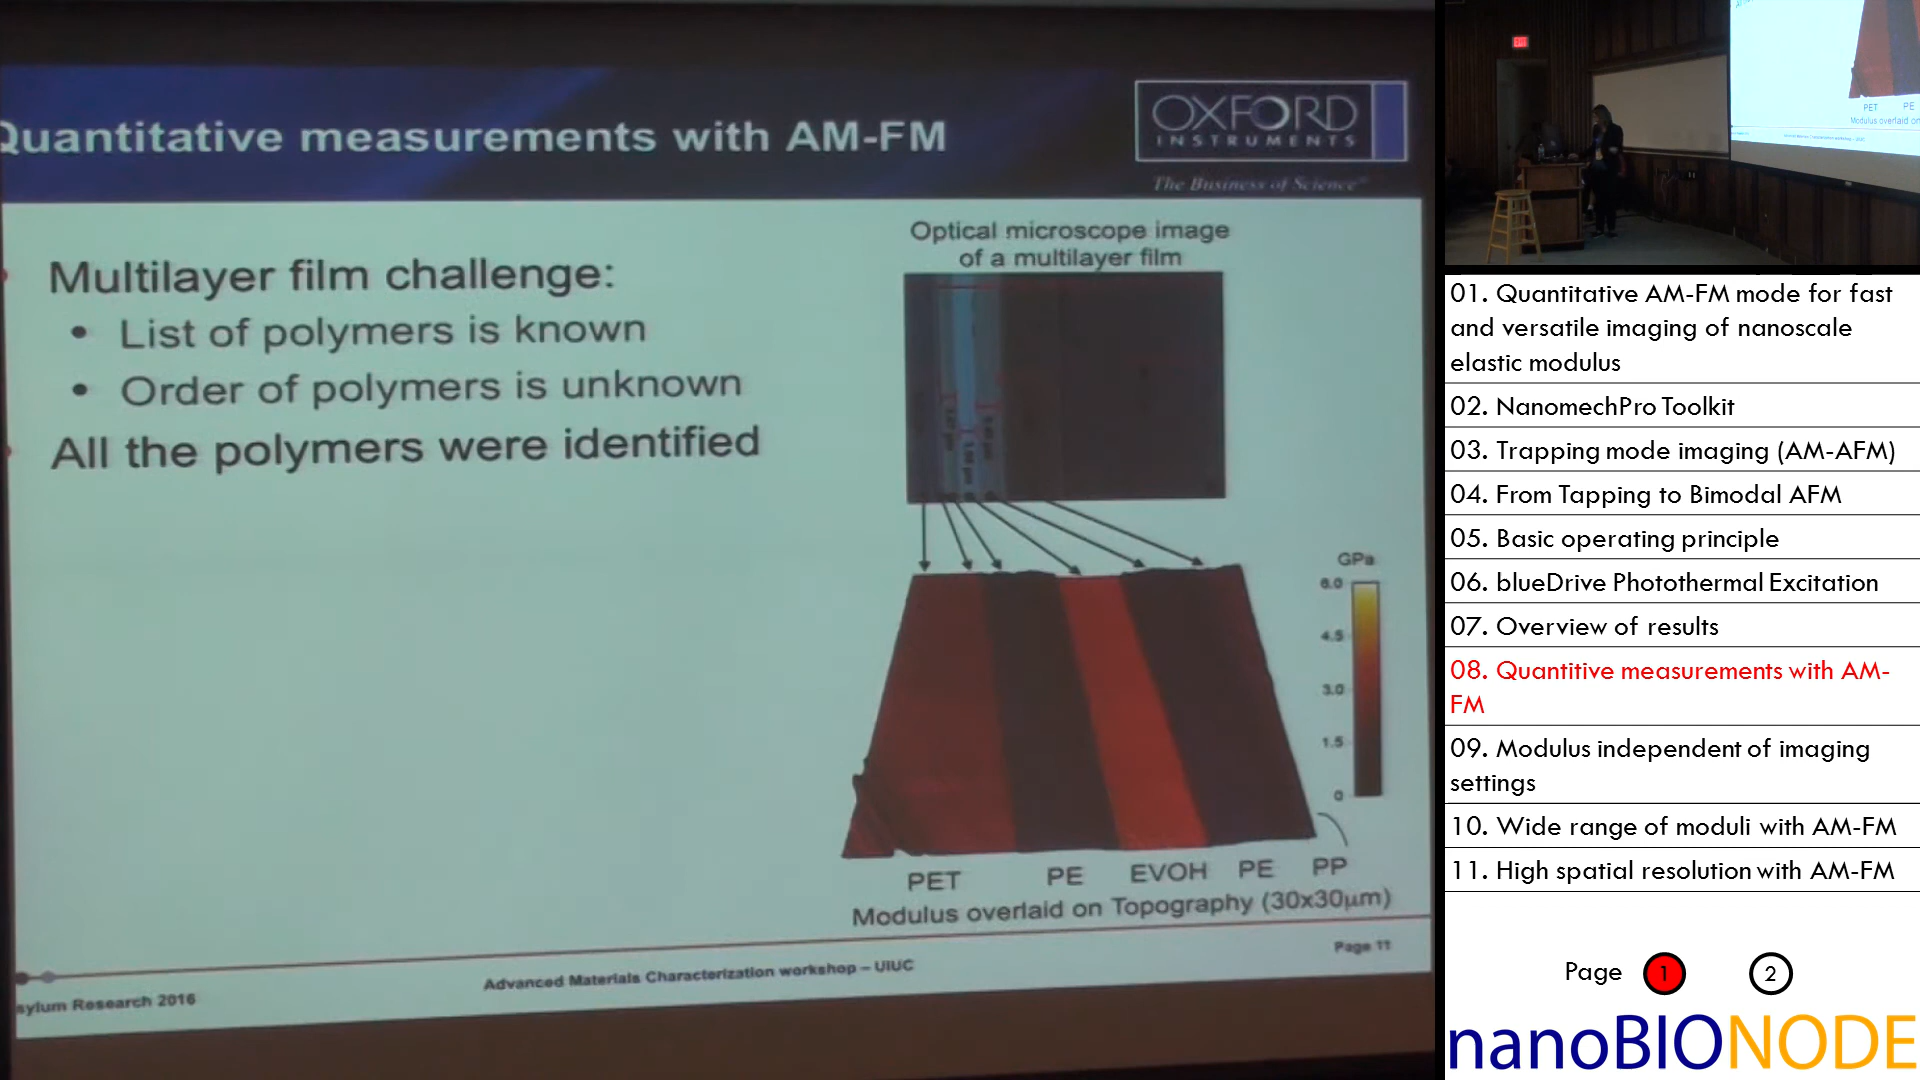 Quantitative measurements with AM-FM
OXFORD
INSTRUMENTS
The Business of Science®
• Multilayer film challenge:
• List of polymers is known
• Order of polymers is unknown
• All the polymers were identified
Optical microscope image
of a multilayer film
GPa
6.0
4.5
3.0
1.5
0
PET PE EVOH PE PP
Modulus overlaid on Topography (30x30µm)
Page 11
Advanced Materials Characterization workshop – UIUC
sylum Research 2016
EXIT
PET PE
Modulus overlaid on
01. Quantitative AM-FM mode for fast
and versatile imaging of nanoscale
elastic modulus
02. NanomechPro Toolkit
03. Trapping mode imaging (AM-AFM)
04. From Tapping to Bimodal AFM
05. Basic operating principle
06. blueDrive Photothermal Excitation
07. Overview of results
08. Quantitive measurements with AM-
FM
09. Modulus independent of imaging
settings
10. Wide range of moduli with AM-FM
11. High spatial resolution with AM-FM
Page 1 2
nanoBIONODE